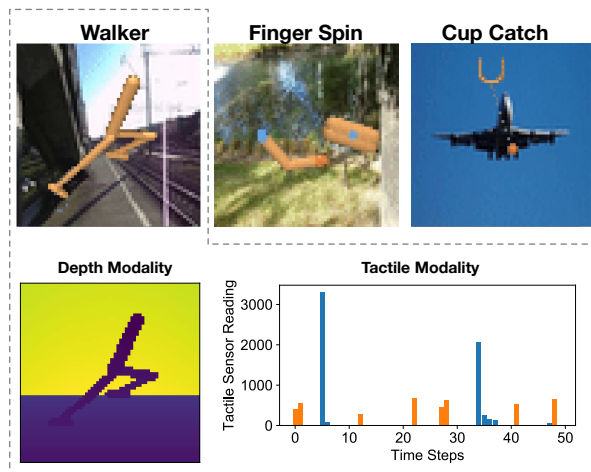 Walker
Finger Spin
Cup Catch
Depth Modality
Tactile Modality
Tactile Sensor Reading
3000
2000
1000
0
0 10 20 30 40 50
Time Steps